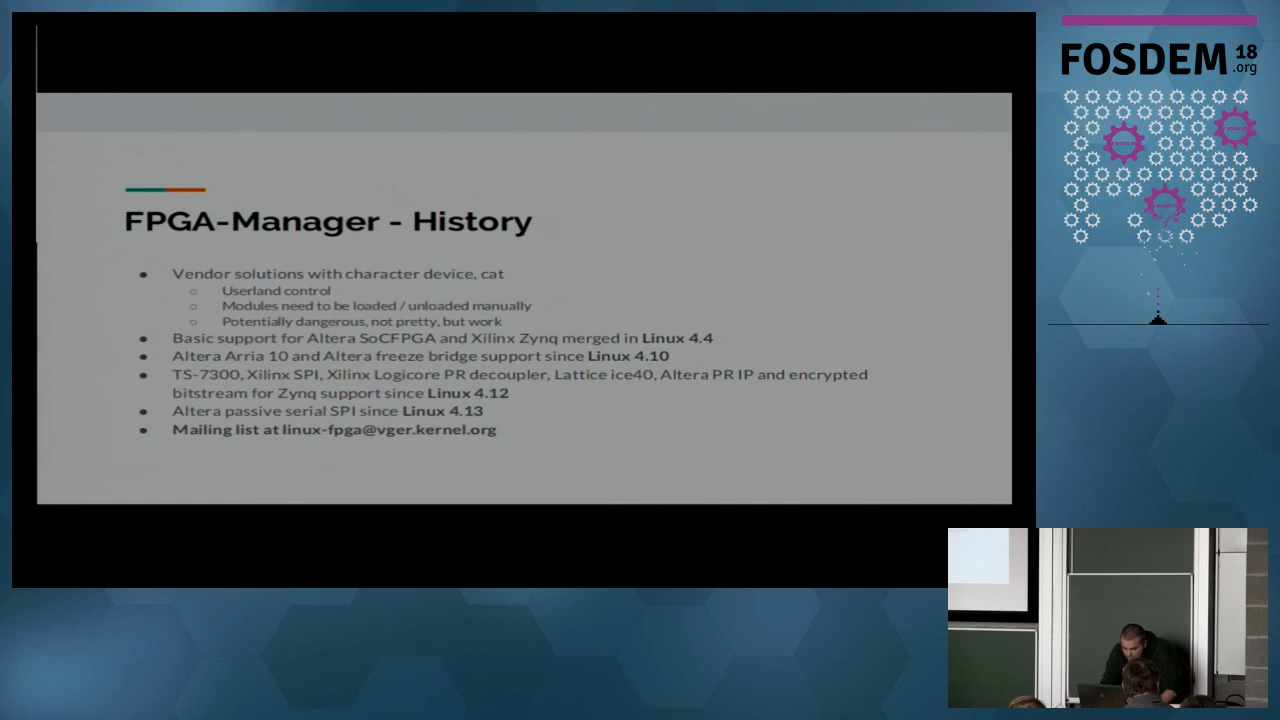 FPGA-Manager - History
● Vendor solutions with character device, cat
○ Userland control
○ Modules need to be loaded / unloaded manually
○ Potentially dangerous, not pretty, but work
● Basic support for Altera SoCFPGA and Xilinx Zynq merged in Linux 4.4
● Altera Arria 10 and Altera freeze bridge support since Linux 4.10
● TS-7300, Xilinx SPI, Xilinx Logicore PR decoupler, Lattice ice40, Altera PR IP and encrypted
bitstream for Zynq support since Linux 4.12
● Altera passive serial SPI since Linux 4.13
● Mailing list at linux-fpga@vger.kernel.org
FOSDEM 18
.org